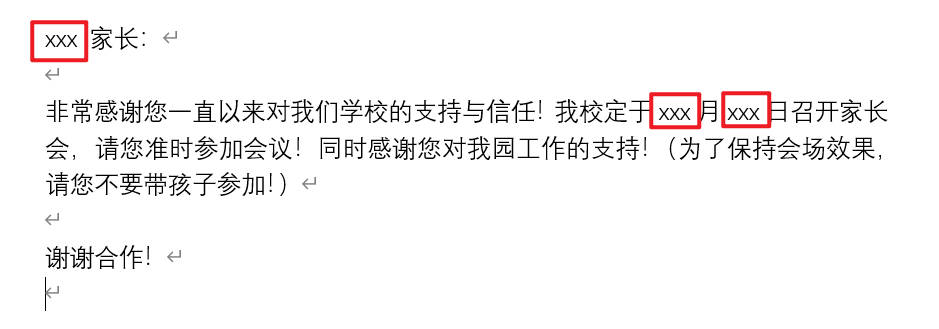 xxx 家长：
非常感谢您一直以来对我们学校的支持与信任！我校定于 xxx 月 xxx 日召开家长
会，请您准时参加会议！同时感谢您对我园工作的支持！（为了保持会场效果，
请您不要带孩子参加！）
谢谢合作！